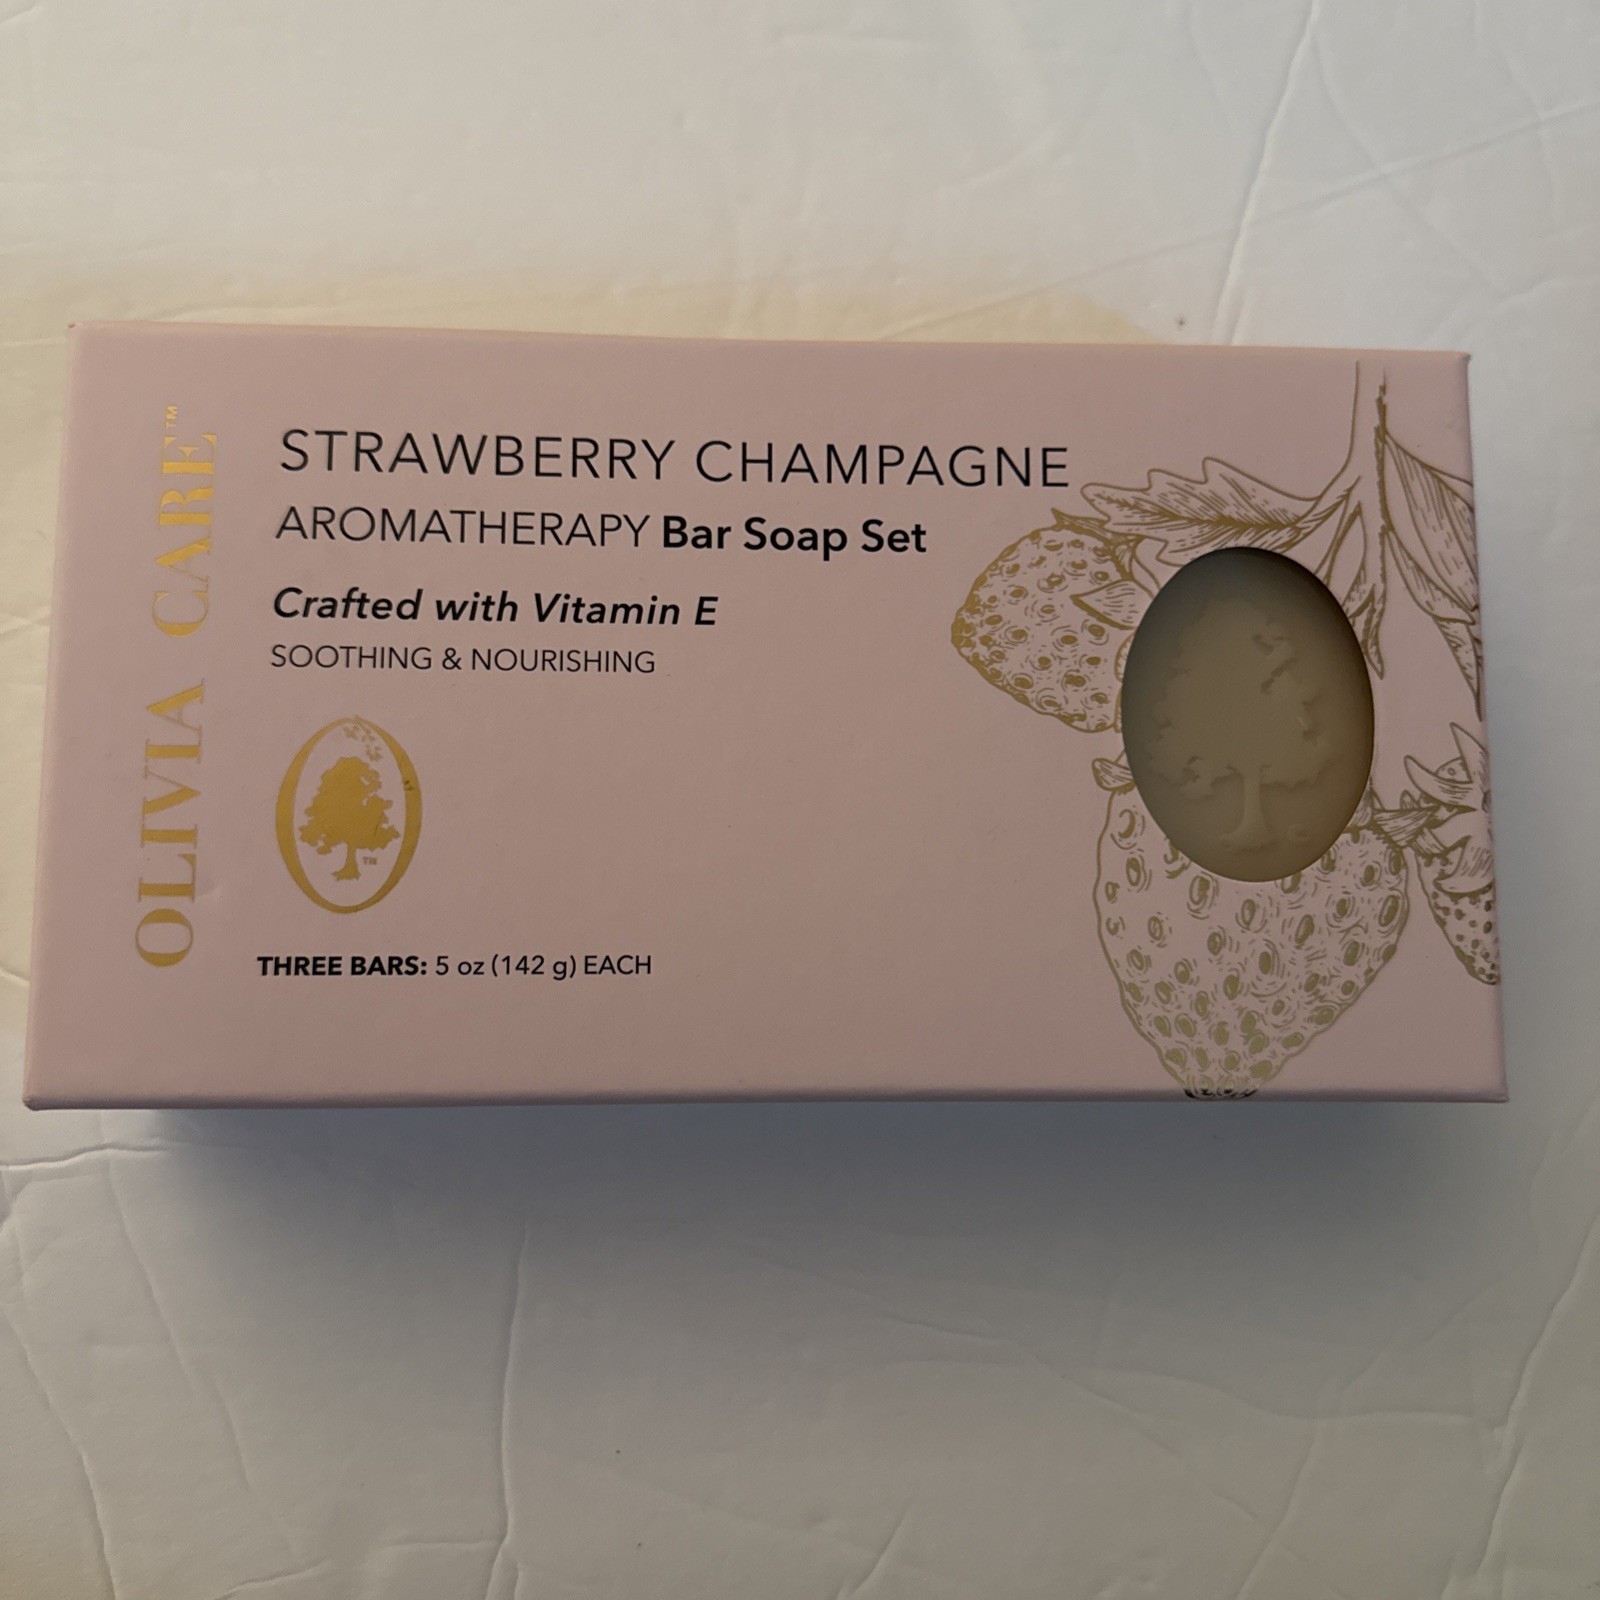 OLIVIA CARE™
STRAWBERRY CHAMPAGNE
AROMATHERAPY Bar Soap Set
Crafted with Vitamin E
SOOTHING & NOURISHING
TM
THREE BARS: 5 oz (142 g) EACH